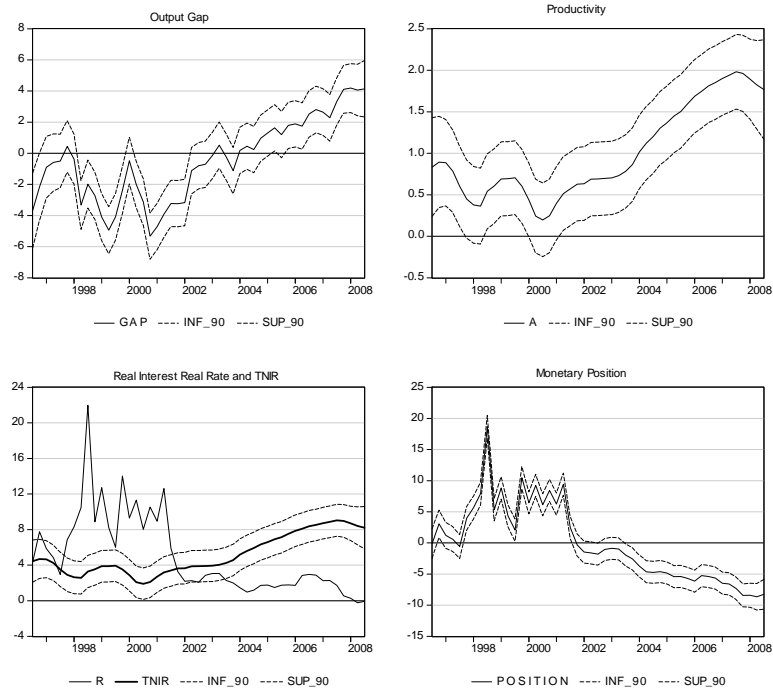 Output Gap
8
6
4
2
0
-2
-4
-6
-8
1998 2000 2002 2004 2006 2008
GAP INF_90 SUP_90
Productivity
2.5
2.0
1.5
1.0
0.5
0.0
-0.5
1998 2000 2002 2004 2006 2008
A INF_90 SUP_90
Real Interest Real Rate and TNIR
24
20
16
12
8
4
0
-4
1998 2000 2002 2004 2006 2008
R TNIR INF_90 SUP_90
Monetary Position
25
20
15
10
5
0
-5
-10
-15
1998 2000 2002 2004 2006 2008
POSITION INF_90 SUP_90